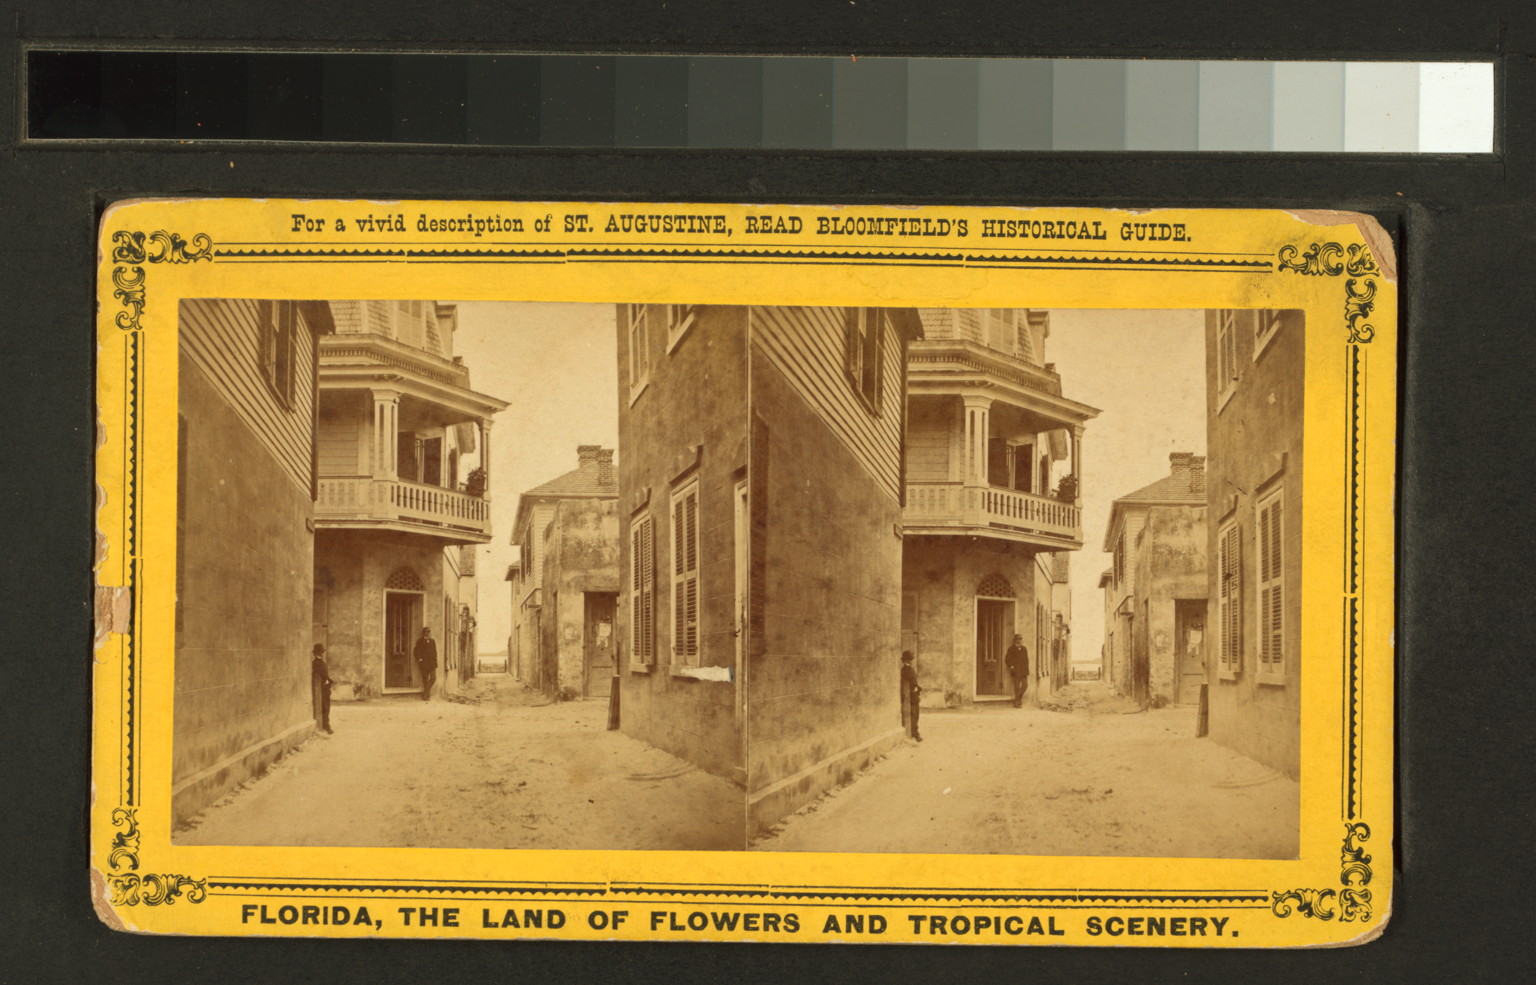 For a vivid description of ST. AUGUSTINE, READ BLOOMFIELD'S HISTORICAL GUIDE.
FLORIDA, THE LAND OF FLOWERS AND TROPICAL SCENERY.